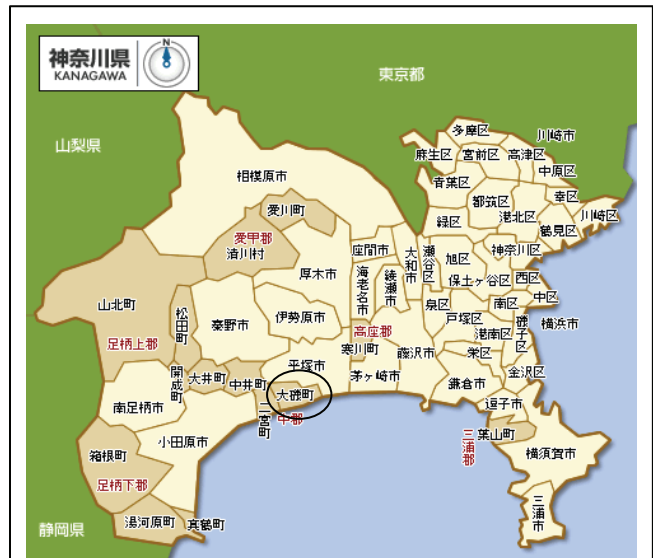 神奈川県
KANAGAWA
N
東京都
山梨県
多摩区
川崎市
麻生区
宮前区
高津区
中原区
青葉区
幸区
相模原市
都筑区
港北区
川崎区
愛川町
緑区
鶴見区
愛甲郡
清川村
座間市
大和市
瀬谷区
旭区
神奈川区
厚木市
海老名市
綾瀬市
保土ヶ谷区
西区
山北町
松田町
秦野市
伊勢原市
泉区
戸塚区
南区
中区
足柄上郡
高座郡
寒川町
港南区
磯子区
横浜市
開成町
大井町
中井町
平塚市
藤沢市
栄区
金沢区
南足柄市
大磯町
茅ヶ崎市
鎌倉市
二宮町
中郡
逗子市
箱根町
小田原市
三浦郡
葉山町
横須賀市
足柄下郡
湯河原町
真鶴町
三浦市
静岡県